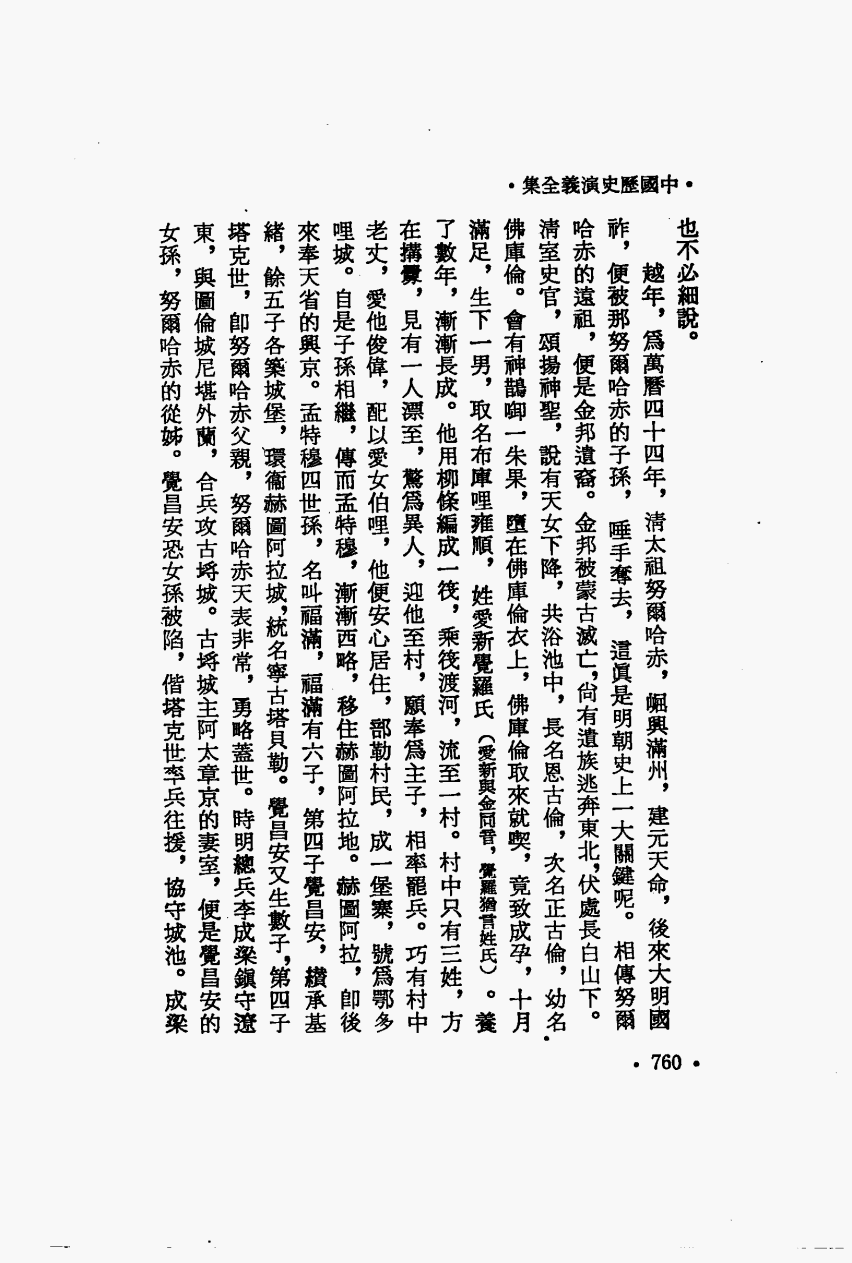 •中國歷史演義全集•
也不必細說。
越年，爲萬曆四十四年，淸太祖努爾哈赤，崛興滿州，建元天命，後來大明國
祚，便被那努爾哈赤的子孫，唾手奪去，這眞是明朝史上一大關鍵呢。相傳努爾
哈赤的遠祖，便是金邦遺裔。金邦被蒙古滅亡，尙有遺族逃奔東北，伏處長白山下。
淸室史官，頌揚神聖，說有天女下降，共浴池中，長名恩古倫，次名正古倫，幼名
佛庫倫。會有神鵲啣一朱果，墮在佛庫倫衣上，佛庫倫取來就喫，竟致成孕，十月
滿足，生下一男，取名布庫哩雍順，姓愛新覺羅氏（愛新與金同音，覺羅猶言姓氏）。養
了數年，漸漸長成。他用柳條編成一筏，乘筏渡河，流至一村。村中只有三姓，方
在搆釁，見有一人漂至，驚爲異人，迎他至村，願奉爲主子，相率罷兵。巧有村中
老丈，愛他俊偉，配以愛女伯哩，他便安心居住，部勒村民，成一堡寨，號爲鄂多
哩城。自是子孫相繼，傳而孟特穆，漸漸西略，移住赫圖阿拉地。赫圖阿拉，卽後
來奉天省的興京。孟特穆四世孫，名叫福滿，福滿有六子，第四子覺昌安，纘承基
緒，餘五子各築城堡，環衞赫圖阿拉城，統名寧古塔貝勒。覺昌安又生數子，第四子
塔克世，卽努爾哈赤父親，努爾哈赤天表非常，勇略蓋世。時明總兵李成梁鎭守遼
東，與圖倫城尼堪外蘭，合兵攻古埒城。古埒城主阿太章京的妻室，便是覺昌安的
女孫，努爾哈赤的從姊。覺昌安恐女孫被陷，偕塔克世率兵往援，協守城池。成梁
•760•